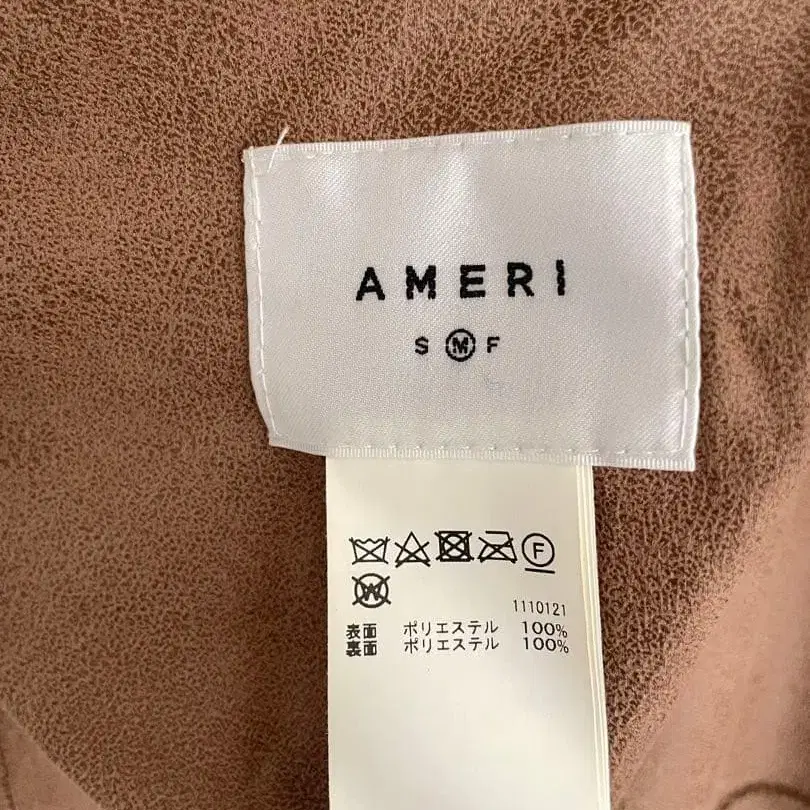 AMERI
S M F
F
W
1110121
表面 ポリエステル 100%
裏面 ポリエステル 100%